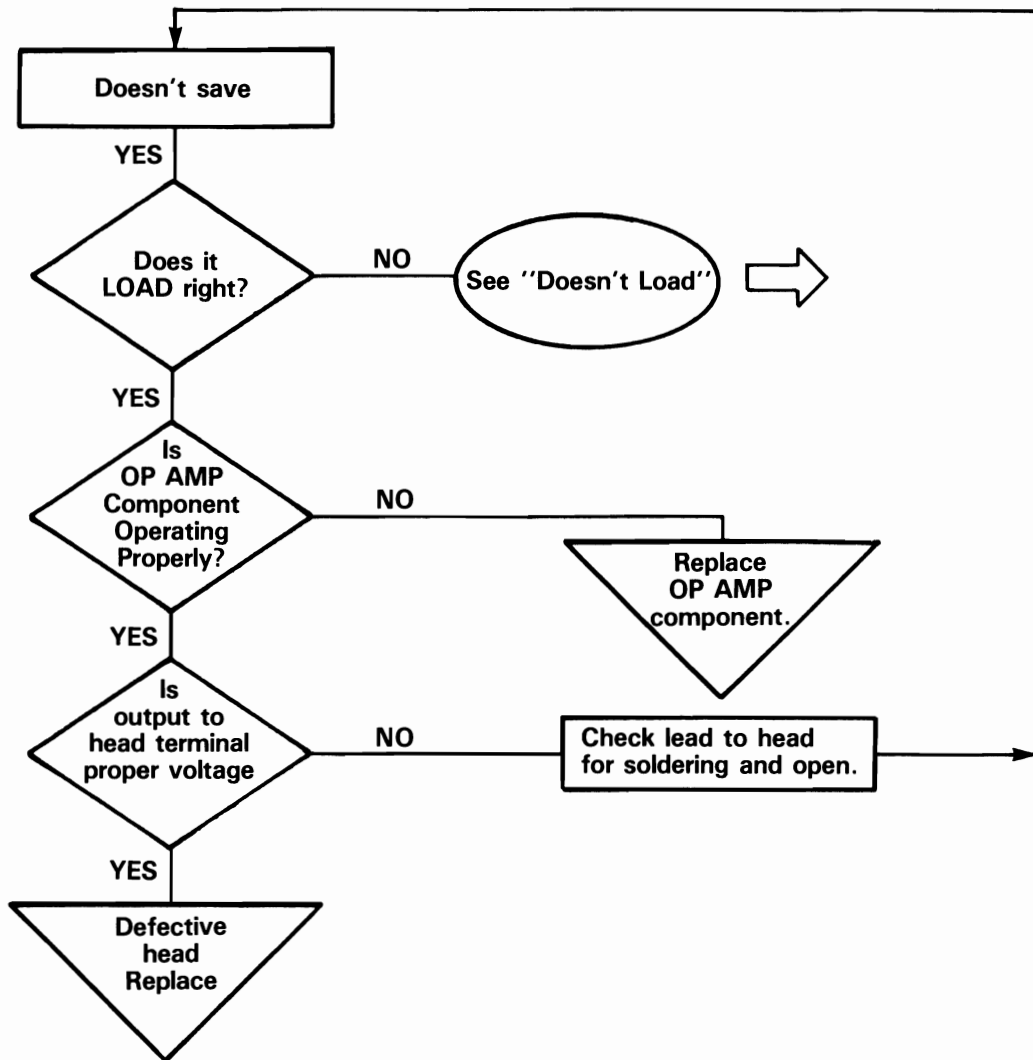 Doesn't save
YES
Does it
LOAD right?
NO
See ''Doesn't Load''
YES
Is
OP AMP
Component
Operating
Properly?
NO
Replace
OP AMP
component.
YES
Is
output to
head terminal
proper voltage
NO
Check lead to head
for soldering and open.
YES
Defective
head
Replace